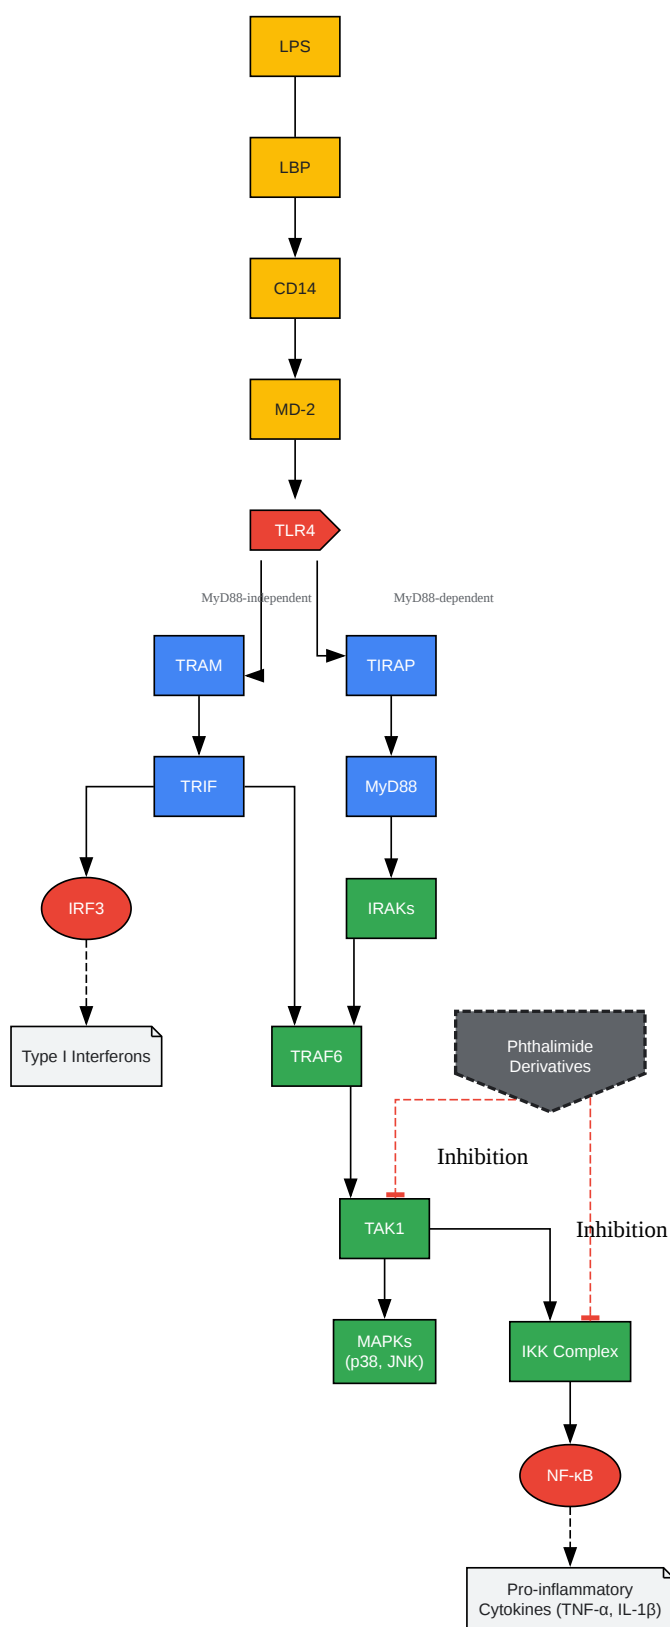 LPS
LBP
CD14
MD-2
TLR4
MyD88-independent
MyD88-dependent
TRAM
TIRAP
TRIF
MyD88
IRF3
IRAKs
Type I Interferons
TRAF6
Phthalimide
Derivatives
Inhibition
TAK1
Inhibition
MAPKs
(p38, JNK)
IKK Complex
NF-κB
Pro-inflammatory
Cytokines (TNF-α, IL-1β)